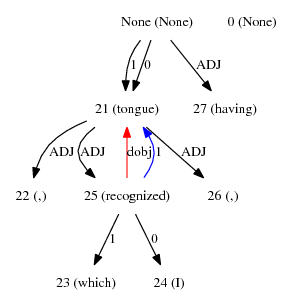 None (None) 0 (None)
1 0 ADJ
21 (tongue) 27 (having)
ADJ ADJ dobj 1 ADJ
22 (,) 25 (recognized) 26 (,)
1 0
23 (which) 24 (I)